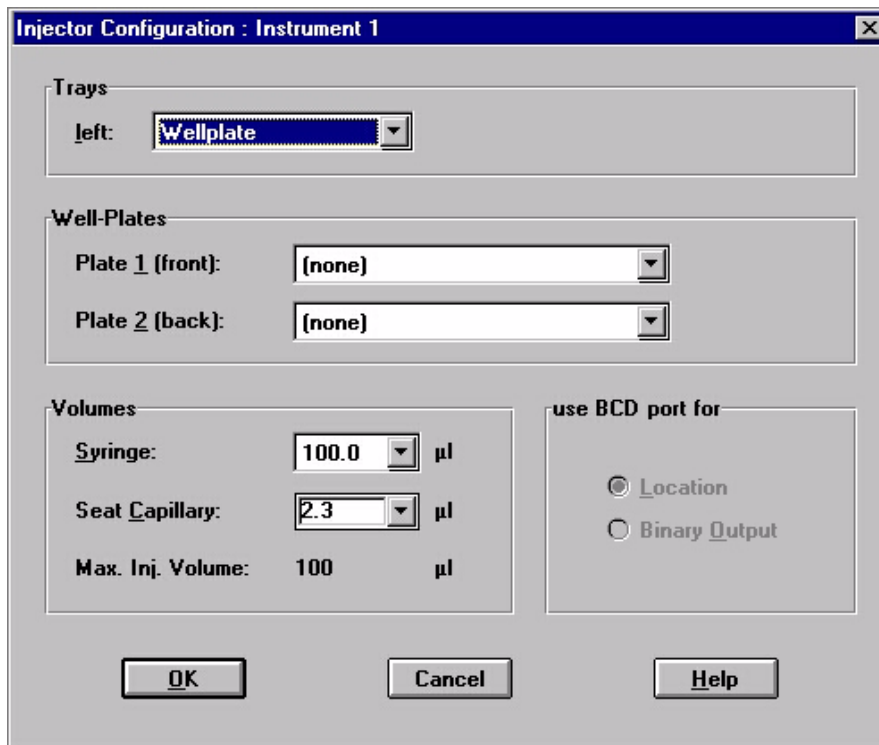 Injector Configuration : Instrument 1
Trays
left: Wellplate
Well-Plates
Plate 1 (front): (none)
Plate 2 (back): (none)
Volumes
Syringe: 100.0 µl
Seat Capillary: 2.3 µl
Max. Inj. Volume: 100 µl
use BCD port for
Location
Binary Output
OK Cancel Help